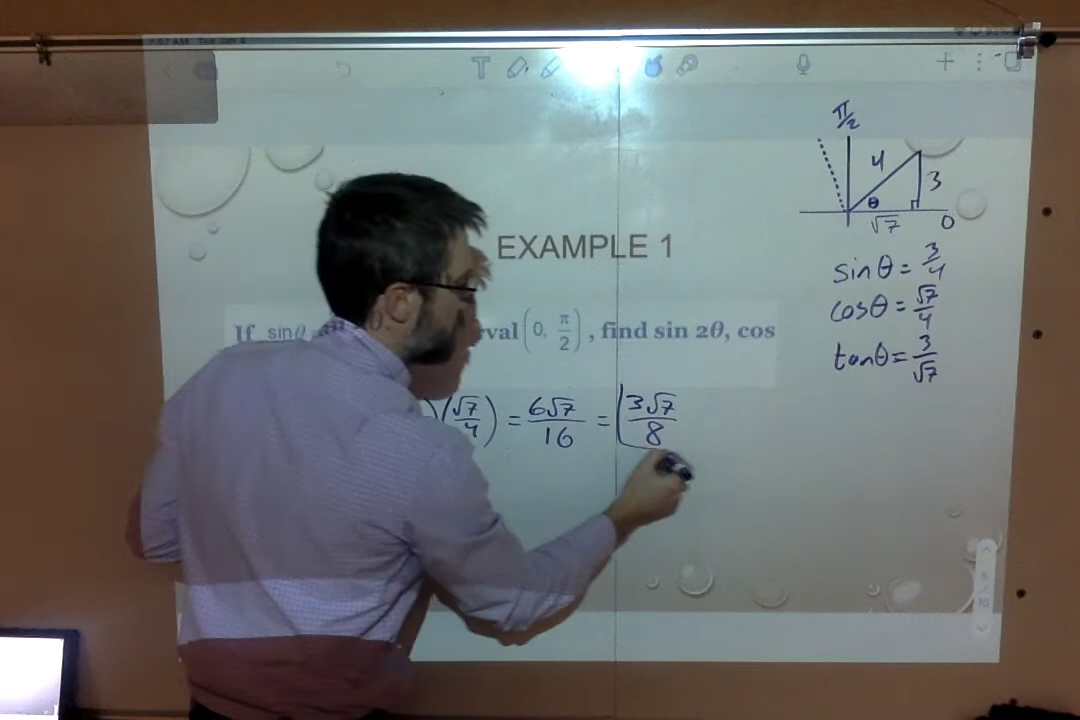 π/2
4
3
θ
√7
0
EXAMPLE 1
sinθ = 3/4
cosθ = √7/4
tanθ = 3/√7
If sinθ
(0, π/2), find sin 2θ, cos
(√7/4) = 6√7/16 = 3√7/8